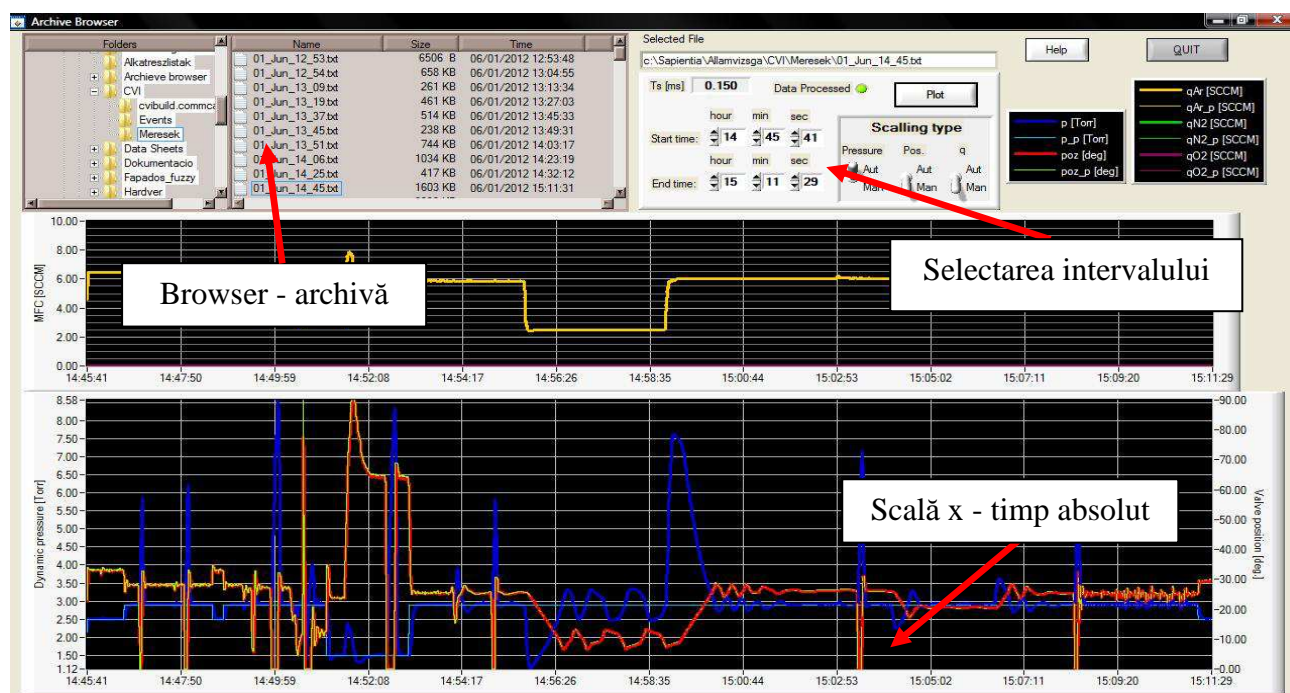 Archive Browser
Folders
Alkatreszlistak
Archieve browser
CVI
cvibuild.commca
Events
Meresek
Data Sheets
Dokumentacio
Fapados_fuzzy
Hardver
Name Size Time
01_Jun_12_53.txt 6506 B 06/01/2012 12:53:48
01_Jun_12_54.txt 658 KB 06/01/2012 13:04:55
01_Jun_13_09.txt 261 KB 06/01/2012 13:13:34
01_Jun_13_19.txt 461 KB 06/01/2012 13:27:03
01_Jun_13_37.txt 514 KB 06/01/2012 13:45:33
01_Jun_13_45.txt 238 KB 06/01/2012 13:49:31
01_Jun_13_51.txt 744 KB 06/01/2012 14:03:17
01_Jun_14_06.txt 1034 KB 06/01/2012 14:23:19
01_Jun_14_25.txt 417 KB 06/01/2012 14:32:12
01_Jun_14_45.txt 1603 KB 06/01/2012 15:11:31
Selected File
c:\Sapientia\Allamvizsga\CVI\Meresek\01_Jun_14_45.txt
Ts [ms] 0.150 Data Processed Plot
hour min sec
Start time: 14 45 41
hour min sec
End time: 15 11 29
Scalling type
Pressure Pos. q
Aut Aut Aut
Man Man Man
Help
QUIT
p [Torr]
p_p [Torr]
poz [deg]
poz_p [deg]
qAr [SCCM]
qAr_p [SCCM]
qN2 [SCCM]
qN2_p [SCCM]
qO2 [SCCM]
qO2_p [SCCM]
Browser - archivă
Selectarea intervalului
MFC [SCCM]
10.00
8.00
6.00
4.00
2.00
0.00
14:45:41 14:47:50 14:49:59 14:52:08 14:54:17 14:56:26 14:58:35 15:00:44 15:02:53 15:05:02 15:07:11 15:09:20 15:11:29
Dynamic pressure [Torr]
8.58
8.00
7.50
7.00
6.50
6.00
5.50
5.00
4.50
4.00
3.50
3.00
2.50
2.00
1.50
1.12
Scală x - timp absolut
90.00
80.00
70.00
60.00
50.00
40.00
30.00
20.00
10.00
0.00
Valve position [deg.]
14:45:41 14:47:50 14:49:59 14:52:08 14:54:17 14:56:26 14:58:35 15:00:44 15:02:53 15:05:02 15:07:11 15:09:20 15:11:29